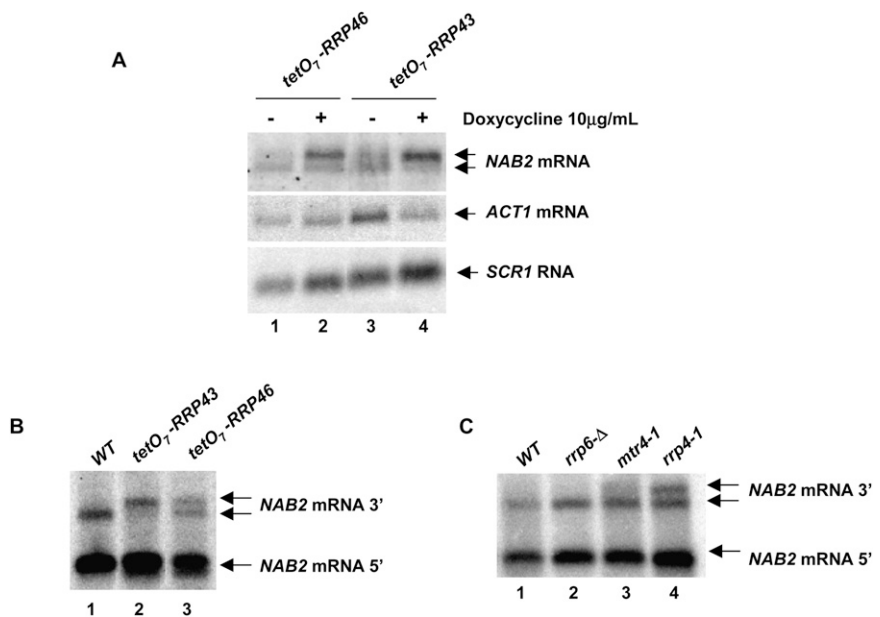 A
tetO7-RRP46 tetO7-RRP43
- + - + Doxycycline 10µg/mL
NAB2 mRNA
ACT1 mRNA
SCR1 RNA
1 2 3 4
B
WT tetO7-RRP43 tetO7-RRP46
NAB2 mRNA 3'
NAB2 mRNA 5'
1 2 3
C
WT rrp6-Δ mtr4-1 rrp4-1
NAB2 mRNA 3'
NAB2 mRNA 5'
1 2 3 4